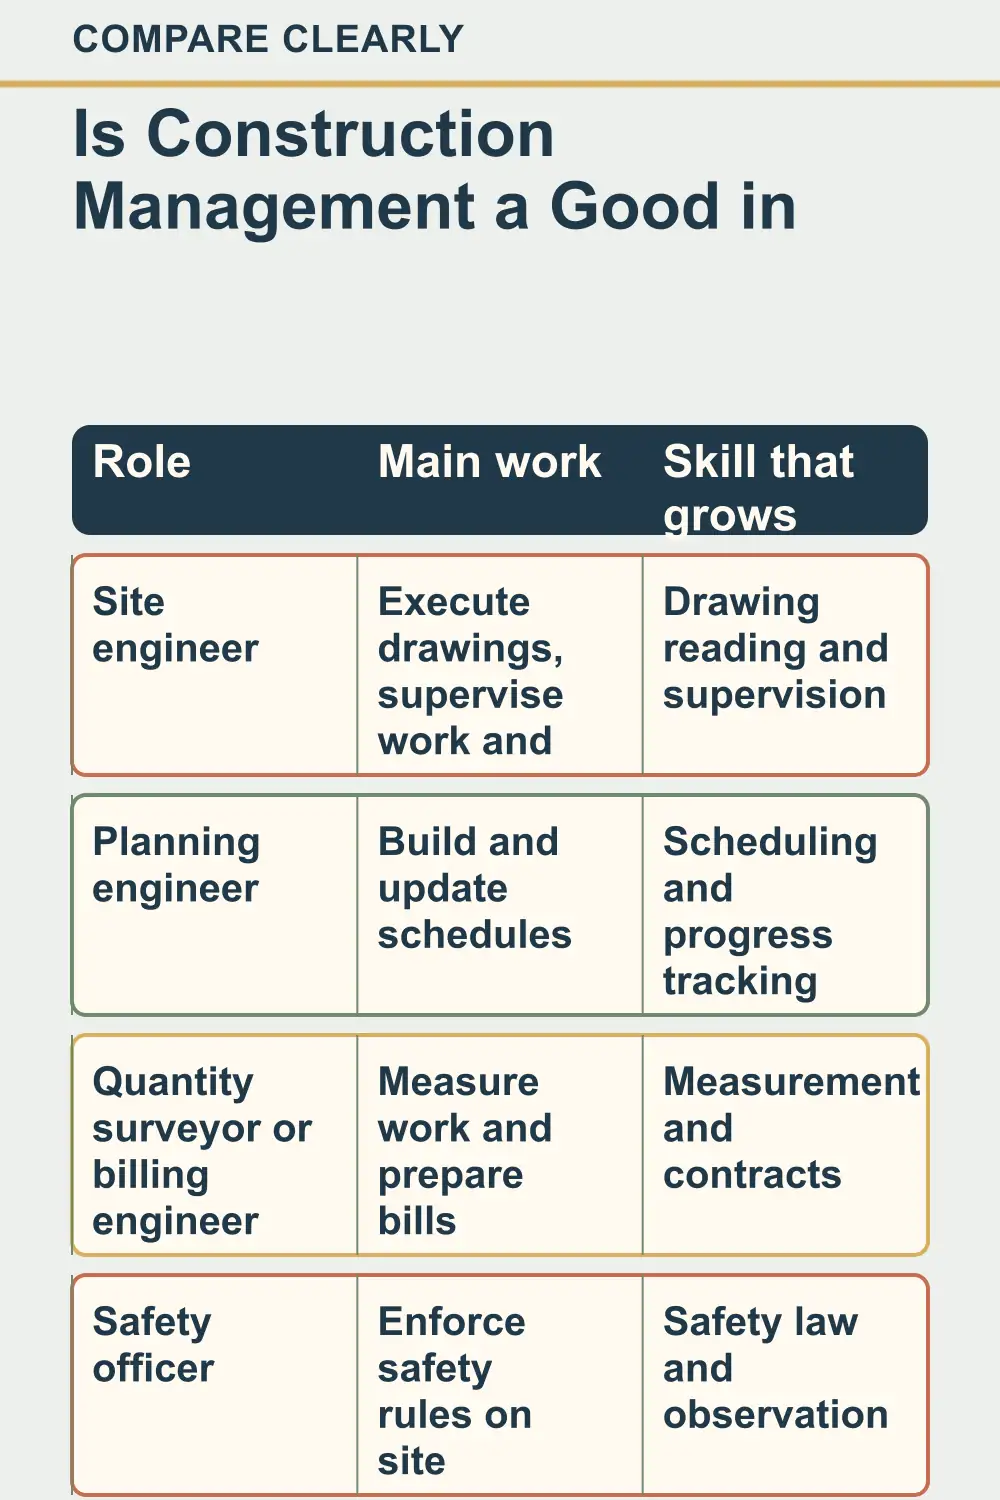 COMPARE CLEARLY
Is Construction
Management a Good in
Role
Main work
Skill that
grows
Site
engineer
Execute
drawings,
supervise
work and
Drawing
reading and
supervision
Planning
engineer
Build and
update
schedules
Scheduling
and
progress
tracking
Quantity
surveyor or
billing
engineer
Measure
work and
prepare
bills
Measurement
and
contracts
Safety
officer
Enforce
safety
rules on
site
Safety law
and
observation